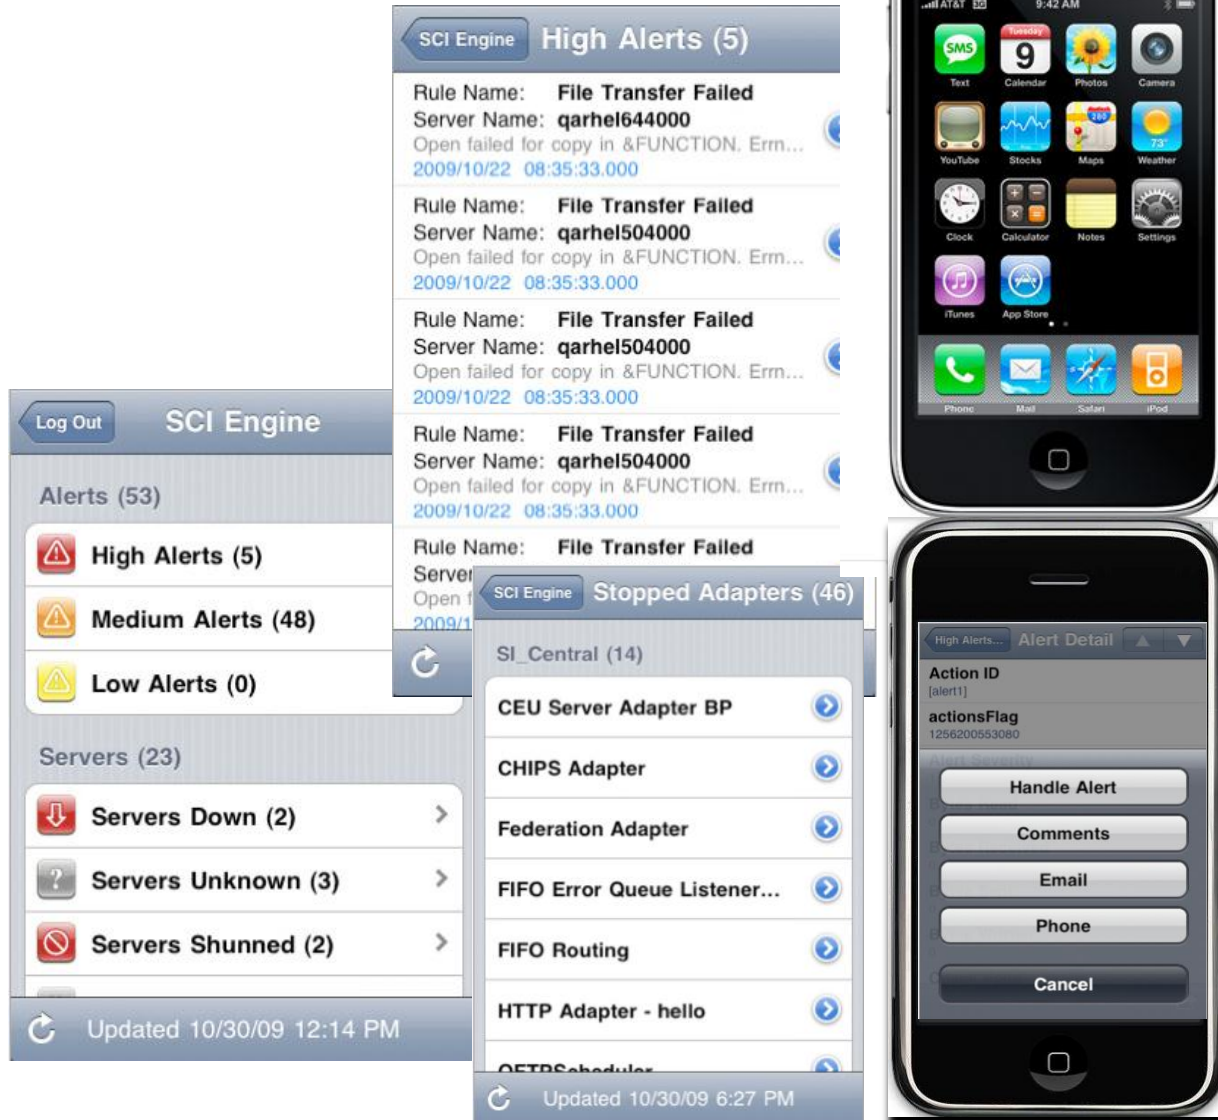 SCI Engine High Alerts (5)
Rule Name: File Transfer Failed
Server Name: qarhel644000
Open failed for copy in &FUNCTION. Errn...
2009/10/22 08:35:33.000
Rule Name: File Transfer Failed
Server Name: qarhel504000
Open failed for copy in &FUNCTION. Errn...
2009/10/22 08:35:33.000
Rule Name: File Transfer Failed
Server Name: qarhel504000
Open failed for copy in &FUNCTION. Errn...
2009/10/22 08:35:33.000
Rule Name: File Transfer Failed
Server Name: qarhel504000
Open failed for copy in &FUNCTION. Errn...
2009/10/22 08:35:33.000
Rule Name: File Transfer Failed
Server
Open f
2009/1
AT&T 3G 9:42 AM
SMS
Tuesday
9
280
73°
Text Calendar Photos Camera
YouTube Stocks Maps Weather
Clock Calculator Notes Settings
iTunes App Store
Phone Mail Safari iPod
Log Out SCI Engine
Alerts (53)
High Alerts (5)
Medium Alerts (48)
Low Alerts (0)
Servers (23)
Servers Down (2)
Servers Unknown (3)
Servers Shunned (2)
Updated 10/30/09 12:14 PM
SCI Engine Stopped Adapters (46)
SI_Central (14)
CEU Server Adapter BP
CHIPS Adapter
Federation Adapter
FIFO Error Queue Listener...
FIFO Routing
HTTP Adapter - hello
Updated 10/30/09 6:27 PM
High Alerts... Alert Detail
Action ID
[alert1]
actionsFlag
1256200553080
Alert Severity
Handle Alert
Comments
Email
Phone
Cancel